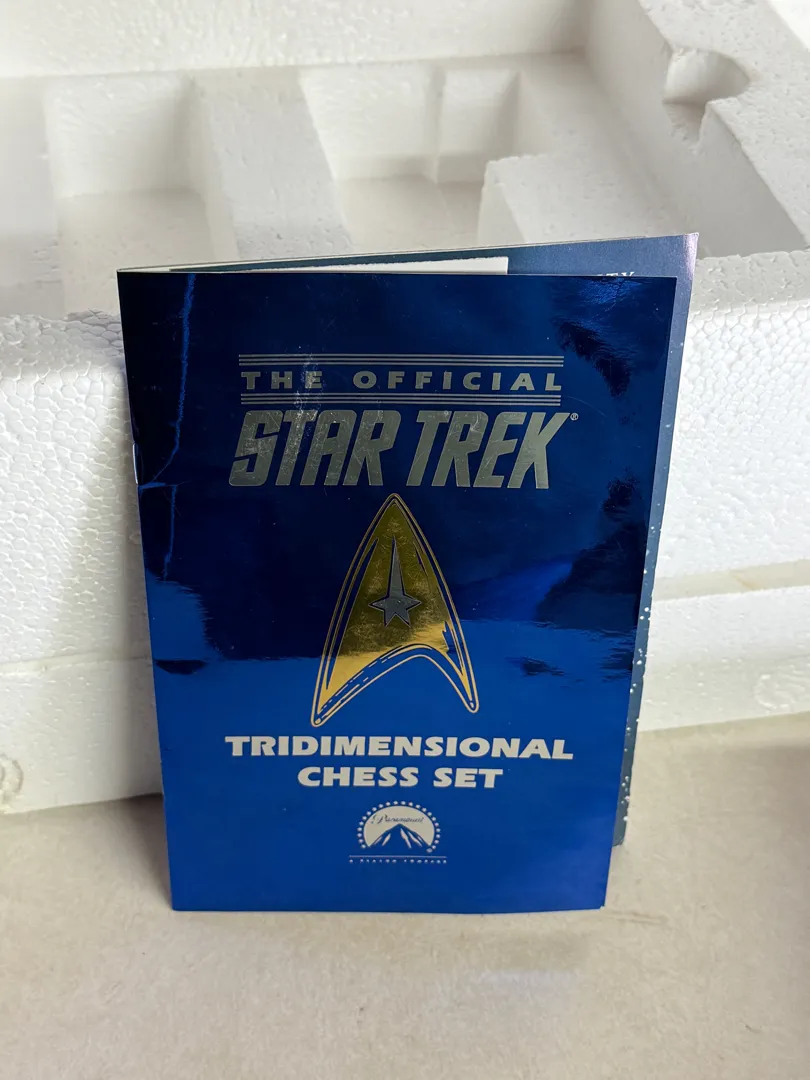 THE OFFICIAL
STAR TREK®
TRIDIMENSIONAL
CHESS SET
Paramount